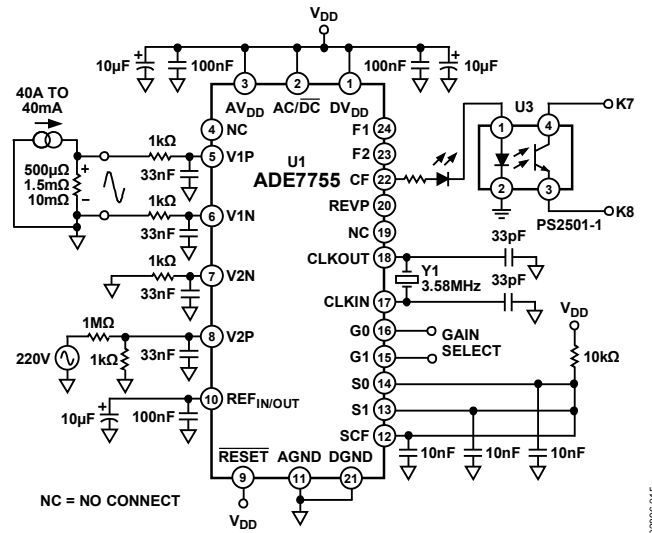 VDD
10µF + 100nF
100nF + 10µF
40A TO
40mA
3 2 1
AVDD AC/DC DVDD
U3
4 NC
F1 24
1 4 K7
1kΩ
5 V1P
U1
ADE7755
F2 23
500µΩ +
1.5mΩ
10mΩ –
33nF
CF 22
2 3
1kΩ
6 V1N
REVP 20
PS2501-1 K8
33nF
NC 19
1kΩ
7 V2N
CLKOUT 18
33pF
33nF
Y1
3.58MHz
33pF
1MΩ
CLKIN 17
VDD
8 V2P
G0 16
GAIN
SELECT
220V
1kΩ
33nF
G1 15
10kΩ
10 REFIN/OUT
S0 14
10µF + 100nF
S1 13
SCF 12
RESET AGND DGND
10nF 10nF 10nF
9 11 21
NC = NO CONNECT
VDD